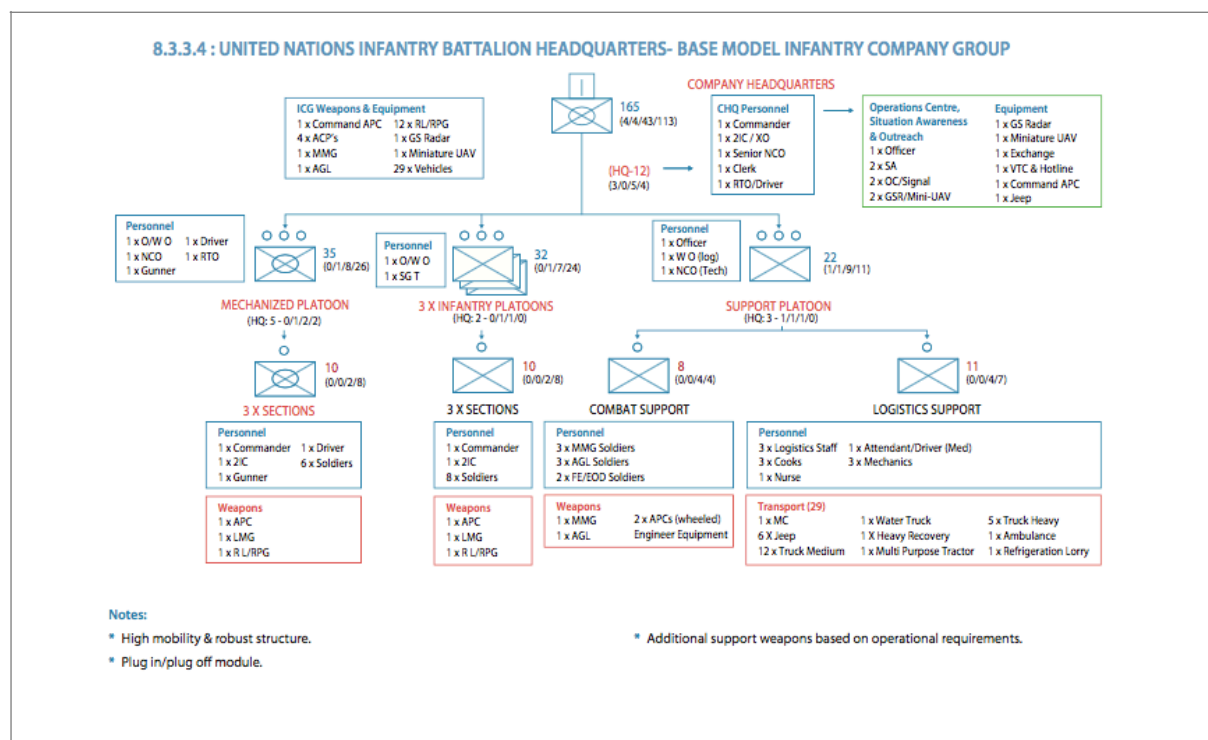 8.3.3.4 : UNITED NATIONS INFANTRY BATTALION HEADQUARTERS- BASE MODEL INFANTRY COMPANY GROUP
ICG Weapons & Equipment
1 x Command APC 12 x RL/RPG
4 x ACP's 1 x GS Radar
1 x MMG 1 x Miniature UAV
1 x AGL 29 x Vehicles
165
(4/4/43/113)
(HQ-12)
(3/0/5/4)
COMPANY HEADQUARTERS
CHQ Personnel
1 x Commander
1 x 2IC / XO
1 x Senior NCO
1 x Clerk
1 x RTO/Driver
Operations Centre,
Situation Awareness
& Outreach
1 x Officer
2 x SA
2 x OC/Signal
2 x GSR/Mini-UAV
Equipment
1 x GS Radar
1 x Miniature UAV
1 x Exchange
1 x VTC & Hotline
1 x Command APC
1 x Jeep
Personnel
1 x O/W O 1 x Driver
1 x NCO 1 x RTO
1 x Gunner
35
(0/1/8/26)
MECHANIZED PLATOON
(HQ: 5 - 0/1/2/2)
Personnel
1 x O/W O
1 x SG T
32
(0/1/7/24)
3 X INFANTRY PLATOONS
(HQ: 2 - 0/1/1/0)
Personnel
1 x Officer
1 x W O (log)
1 x NCO (Tech)
22
(1/1/9/11)
SUPPORT PLATOON
(HQ: 3 - 1/1/1/0)
10
(0/0/2/8)
3 X SECTIONS
Personnel
1 x Commander 1 x Driver
1 x 2IC 6 x Soldiers
1 x Gunner
Weapons
1 x APC
1 x LMG
1 x R L/RPG
10
(0/0/2/8)
3 X SECTIONS
Personnel
1 x Commander
1 x 2IC
8 x Soldiers
Weapons
1 x APC
1 x LMG
1 x R L/RPG
8
(0/0/4/4)
COMBAT SUPPORT
Personnel
3 x MMG Soldiers
3 x AGL Soldiers
2 x FE/EOD Soldiers
Weapons
1 x MMG 2 x APCs (wheeled)
1 x AGL Engineer Equipment
11
(0/0/4/7)
LOGISTICS SUPPORT
Personnel
3 x Logistics Staff 1 x Attendant/Driver (Med)
3 x Cooks 3 x Mechanics
1 x Nurse
Transport (29)
1 x MC 1 x Water Truck 5 x Truck Heavy
6 X Jeep 1 X Heavy Recovery 1 x Ambulance
12 x Truck Medium 1 x Multi Purpose Tractor 1 x Refrigeration Lorry
Notes:
* High mobility & robust structure.
* Plug in/plug off module.
* Additional support weapons based on operational requirements.